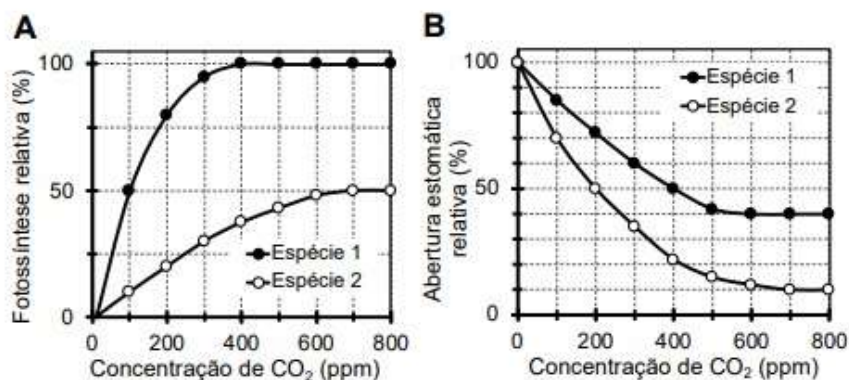 A
100
50
0
Fotossíntese relativa (%)
Espécie 1
Espécie 2
0 200 400 600 800
Concentração de CO₂ (ppm)
B
100
50
0
Abertura estomática
relativa (%)
Espécie 1
Espécie 2
0 200 400 600 800
Concentração de CO₂ (ppm)